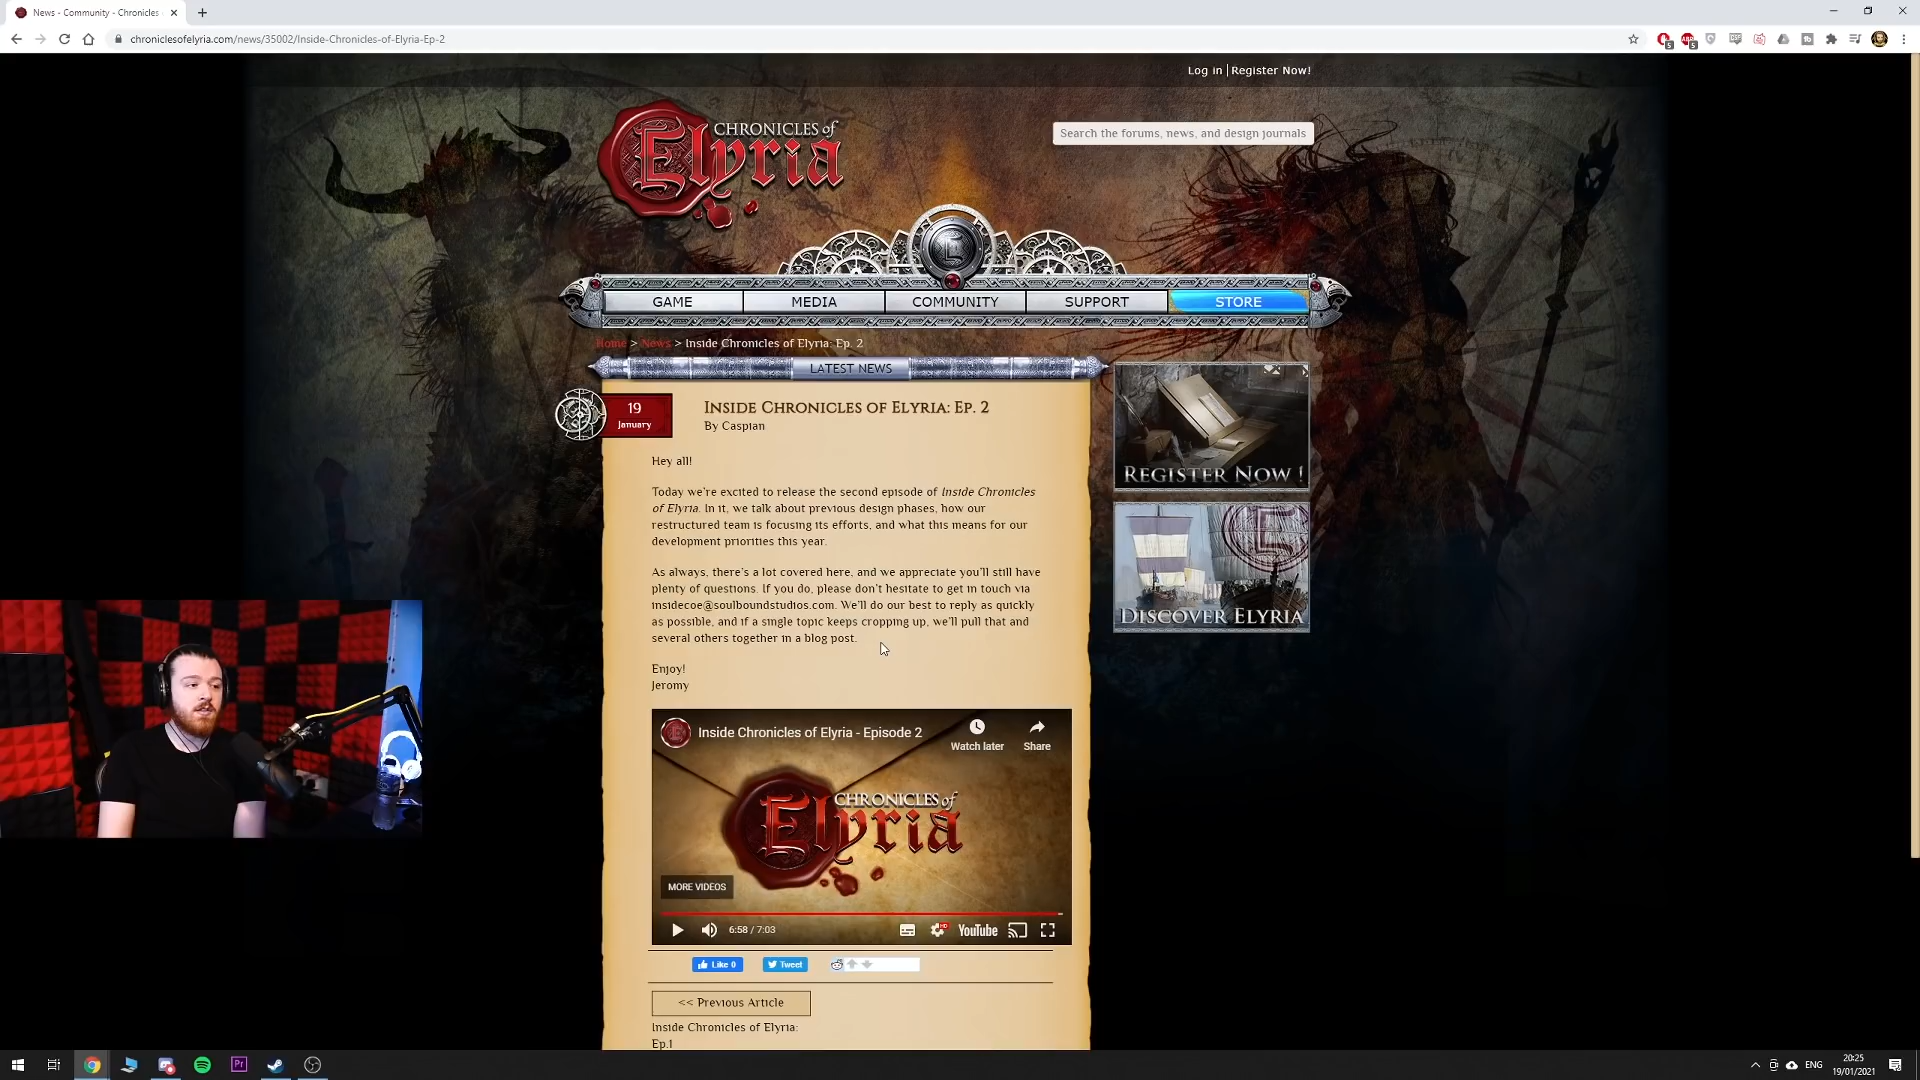 News - Community - Chronicles
chroniclesofelyria.com/news/35002/Inside-Chronicles-of-Elyria-Ep-2
Log in | Register Now!
CHRONICLES of
Elyria
Search the forums, news, and design journals
GAME
MEDIA
COMMUNITY
SUPPORT
STORE
Home > News > Inside Chronicles of Elyria: Ep. 2
LATEST NEWS
19
January
Inside Chronicles of Elyria: Ep. 2
By Caspian
Hey all!
Today we're excited to release the second episode of Inside Chronicles
of Elyria. In it, we talk about previous design phases, how our
restructured team is focusing its efforts, and what this means for our
development priorities this year.
As always, there's a lot covered here, and we appreciate you'll still have
plenty of questions. If you do, please don't hesitate to get in touch via
insidecoe@soulboundstudios.com. We'll do our best to reply as quickly
as possible, and if a single topic keeps cropping up, we'll pull that and
several others together in a blog post.
Enjoy!
Jeromy
REGISTER NOW !
DISCOVER ELYRIA
Inside Chronicles of Elyria - Episode 2
Watch later
Share
CHRONICLES of
Elyria
MORE VIDEOS
6:58 / 7:03
HD
YouTube
Like 0
Tweet
<< Previous Article
Inside Chronicles of Elyria:
Ep.1
Pr
ENG
20:25
19/01/2021